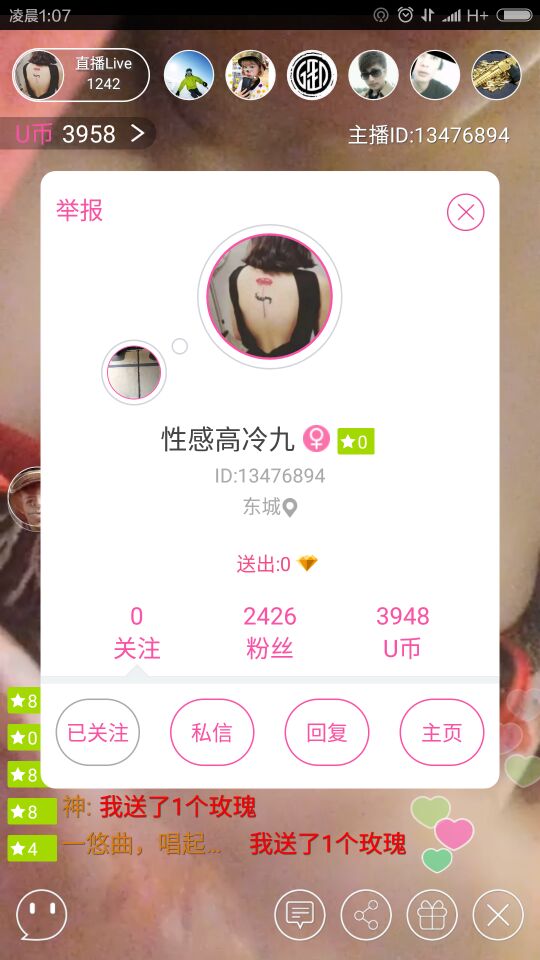 凌晨1:07
H+
直播Live
1242
U币 3958 >
主播ID:13476894
举报
性感高冷九
0
ID:13476894
东城
送出:0
0
2426
3948
关注
粉丝
U币
已关注
私信
回复
主页
8
0
8
8
神: 我送了1个玫瑰
4
一悠曲，唱起... 我送了1个玫瑰